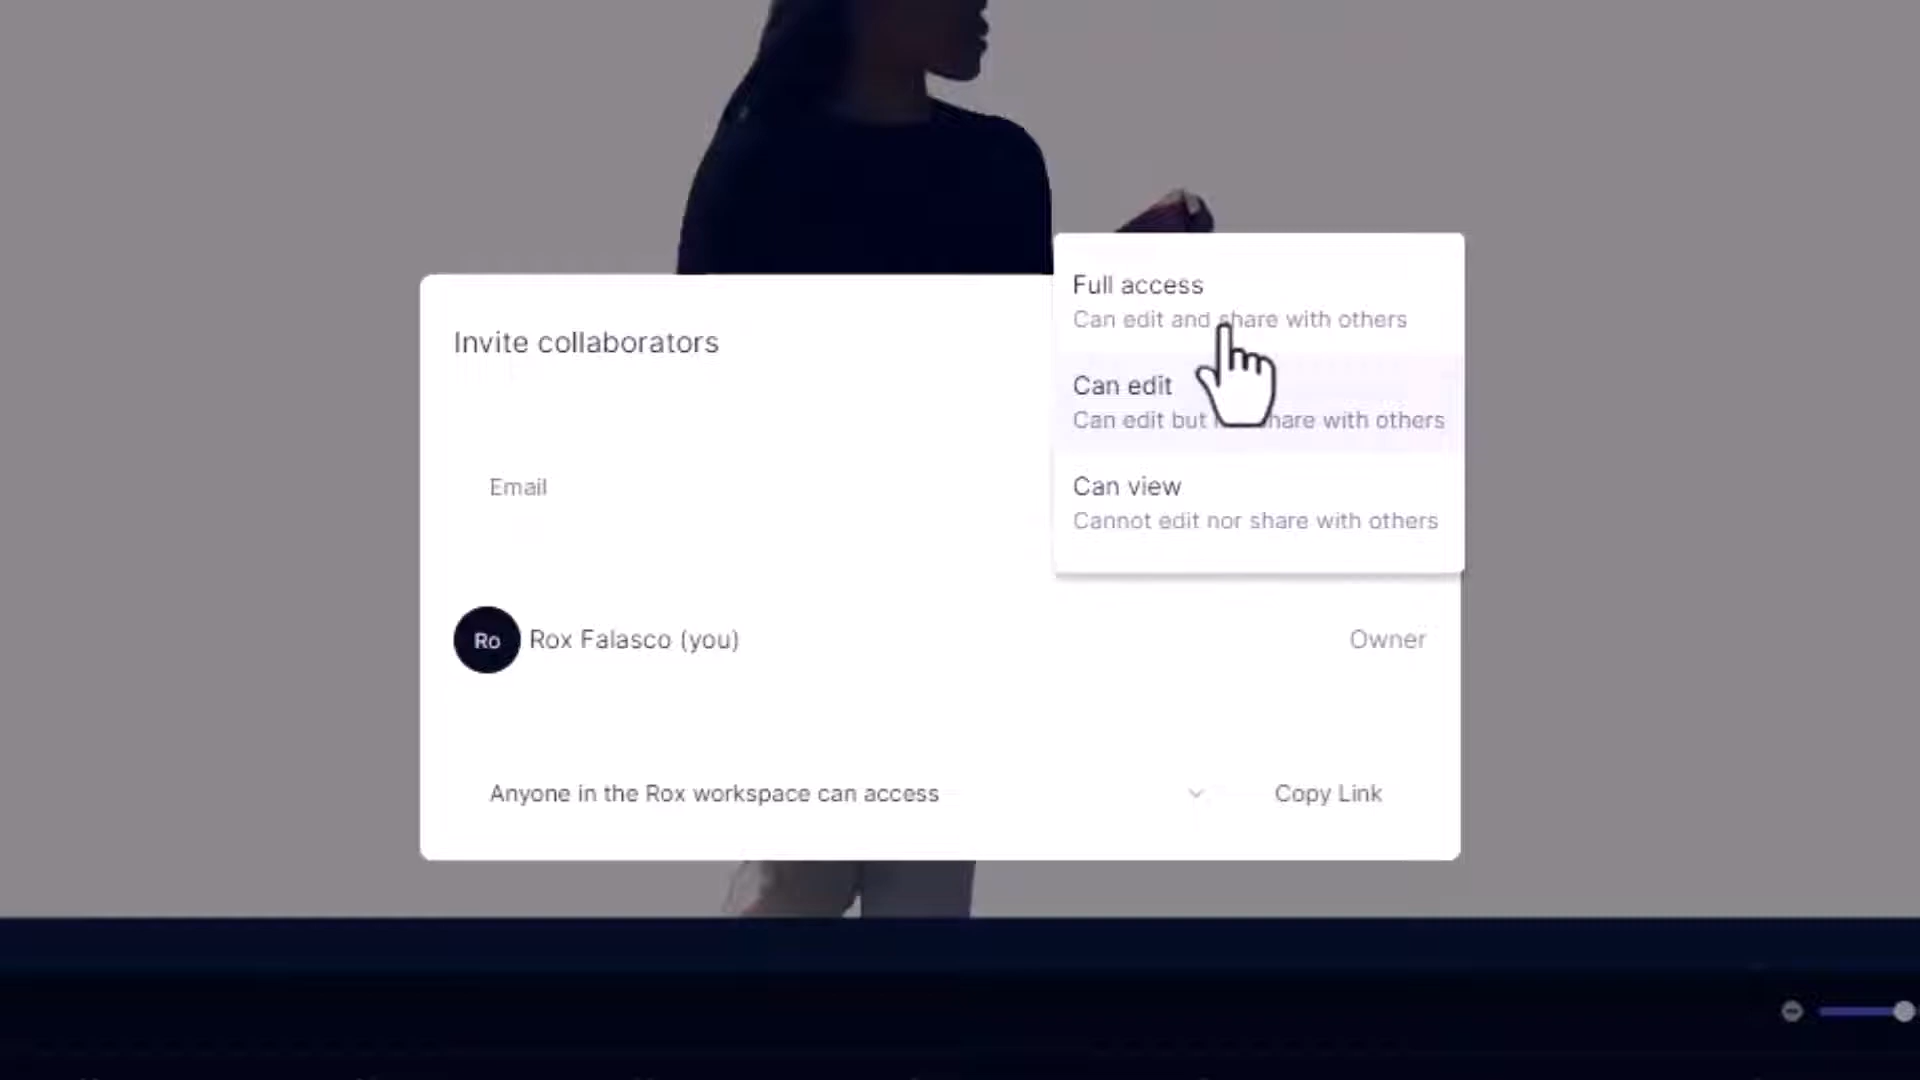 Full access
Can edit and share with others
Invite collaborators
Can edit
Can edit but share with others
Can view
Cannot edit nor share with others
Email
Ro
Rox Falasco (you)
Owner
Anyone in the Rox workspace can access
Copy Link